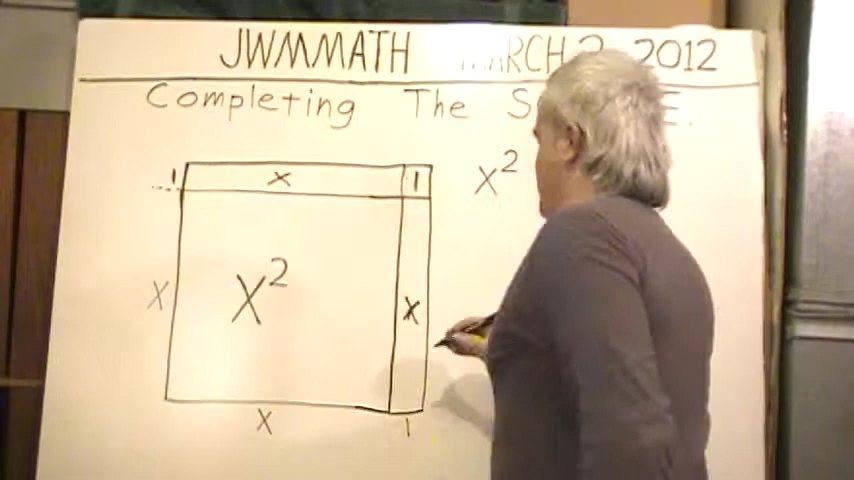 JWMMATH 2012
Completing The
1 x 1
x²
X² x
X
X 1